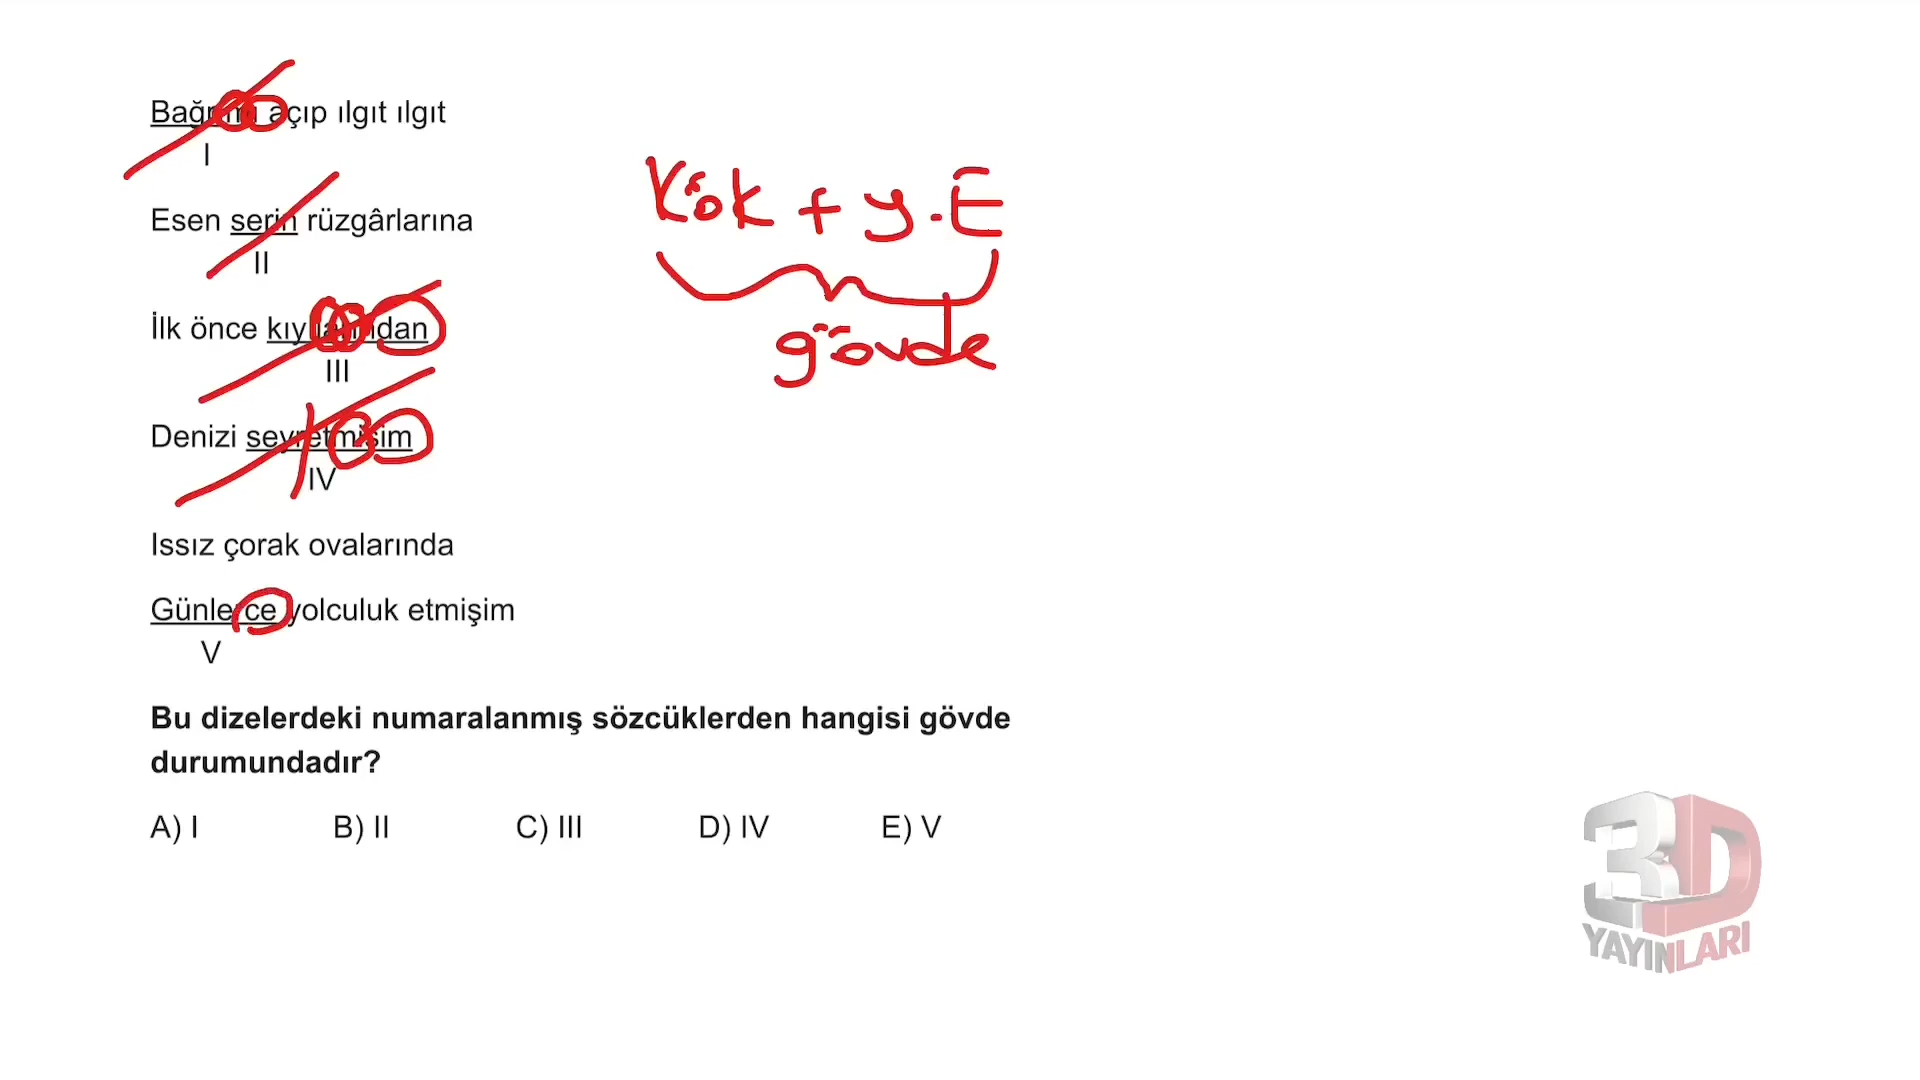 Bağrımı açıp ılgıt ılgıt
I
Esen serin rüzgârlarına
II
İlk önce kıyılarından
III
Denizi seyretmişim
IV
Issız çorak ovalarında
Günlerce yolculuk etmişim
V
Kök + y.E
gövde
Bu dizelerdeki numaralanmış sözcüklerden hangisi gövde
durumundadır?
A) I B) II C) III D) IV E) V
3D
YAYINLARI